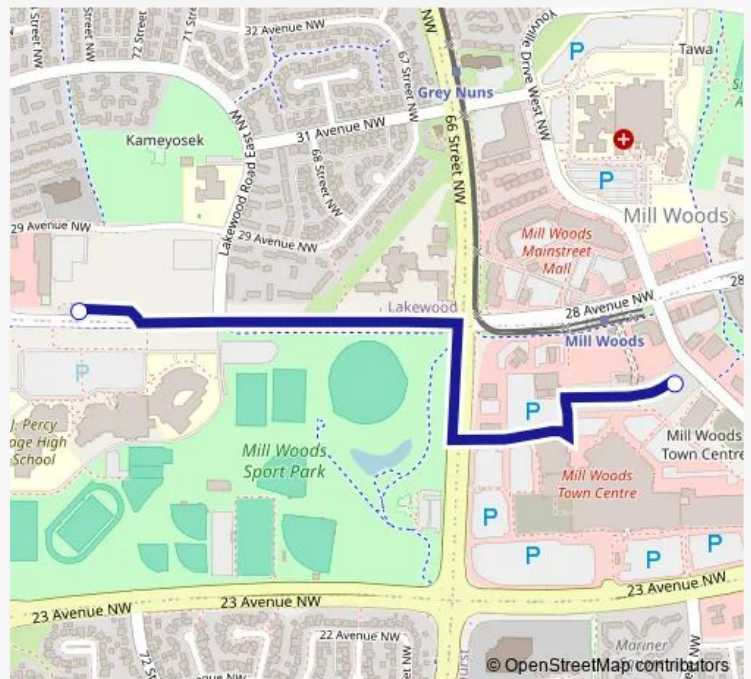 32 Avenue NW
NW
67 Street NW
Youville Drive West NW
P
Tawa
Grey Nuns
31 Avenue NW
66 Street NW
Kameyosek
68 Street NW
Lakewood Road East NW
P
Mill Woods
29 Avenue NW
29 Avenue NW
Mill Woods
Mainstreet
Mall
28
28 Avenue NW
Lakewood
Mill Woods
P
P
J. Percy
age High
School
Mill Woods
Sport Park
Mill Woods
Town Centre
Mill Woods
Town Centre
P
P
P
P
23 Avenue NW
23 Avenue NW
23 Avenue NW
22 Avenue NW
Mariner
© OpenStreetMap contributors